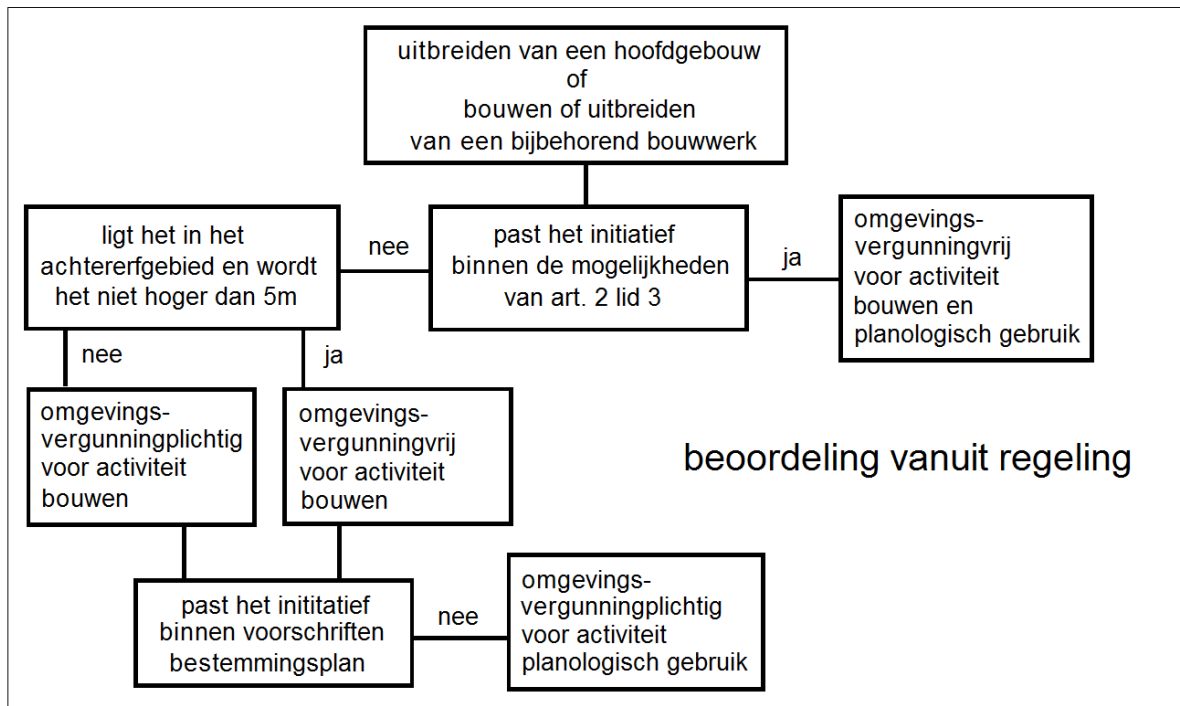 uitbreiden van een hoofdgebouw
of
bouwen of uitbreiden
van een bijbehorend bouwwerk
ligt het in het
achtererfgebied en wordt
het niet hoger dan 5m
nee
past het initiatief
binnen de mogelijkheden
van art. 2 lid 3
ja
omgevings-
vergunningvrij
voor activiteit
bouwen en
planologisch gebruik
nee
ja
omgevings-
vergunningplichtig
voor activiteit
bouwen
omgevings-
vergunningvrij
voor activiteit
bouwen
beoordeling vanuit regeling
past het inititatief
binnen voorschriften
bestemmingsplan
nee
omgevings-
vergunningplichtig
voor activiteit
planologisch gebruik